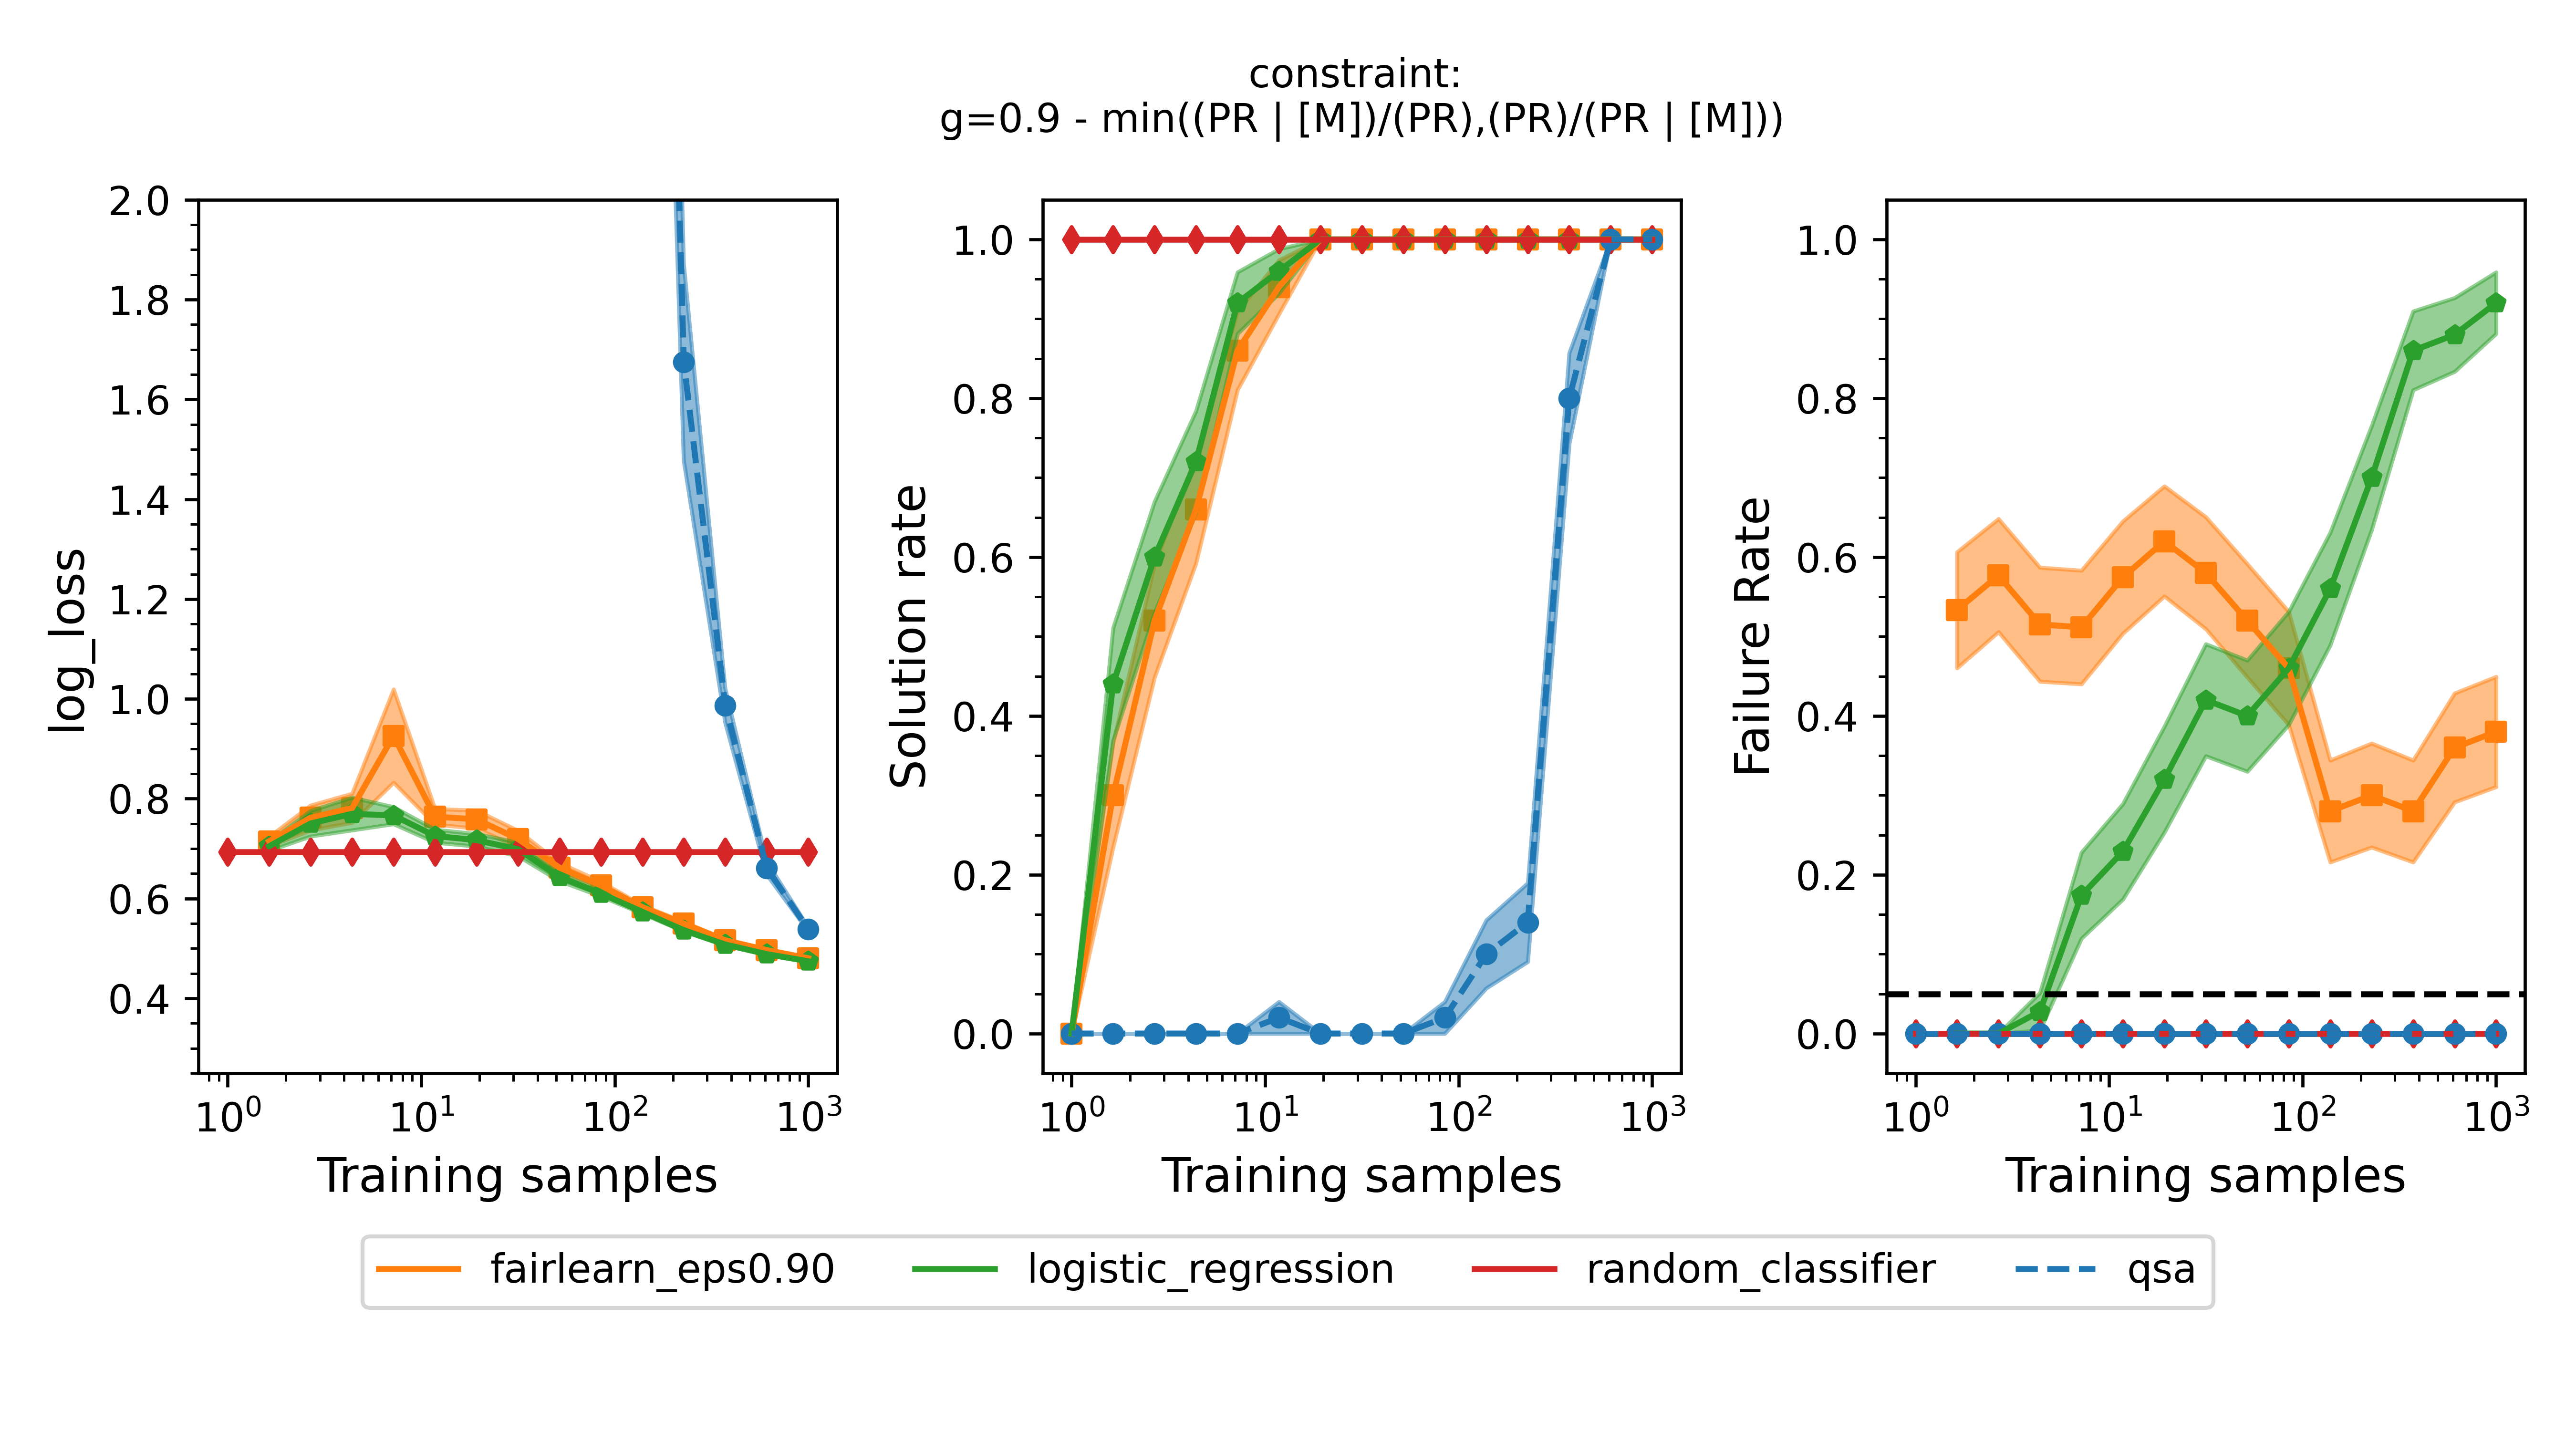 constraint:
g=0.9 - min((PR | [M])/(PR),(PR)/(PR | [M]))
log_loss
2.0
1.8
1.6
1.4
1.2
1.0
0.8
0.6
0.4
10⁰ 10¹ 10² 10³
Training samples
Solution rate
1.0
0.8
0.6
0.4
0.2
0.0
10⁰ 10¹ 10² 10³
Training samples
Failure Rate
1.0
0.8
0.6
0.4
0.2
0.0
10⁰ 10¹ 10² 10³
Training samples
fairlearn_eps0.90 logistic_regression random_classifier qsa